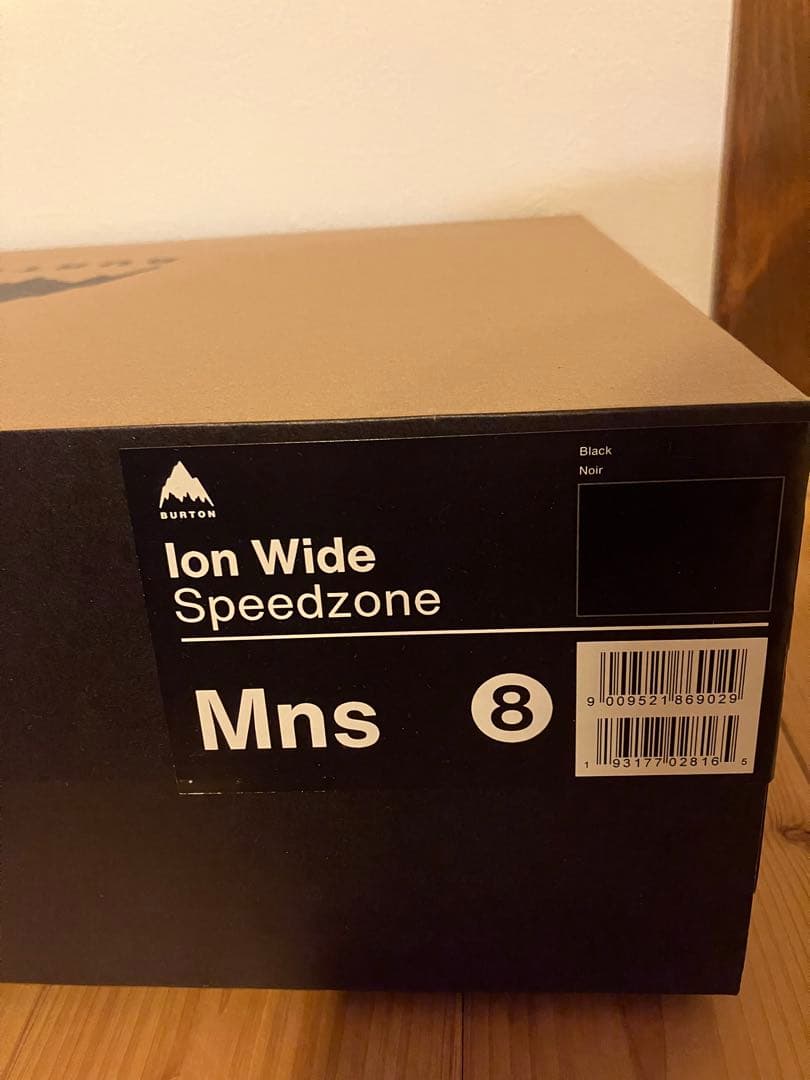 BURTON
Ion Wide
Speedzone
Black
Noir
Mns
8
9 009521 869029
1 93177 02816 5